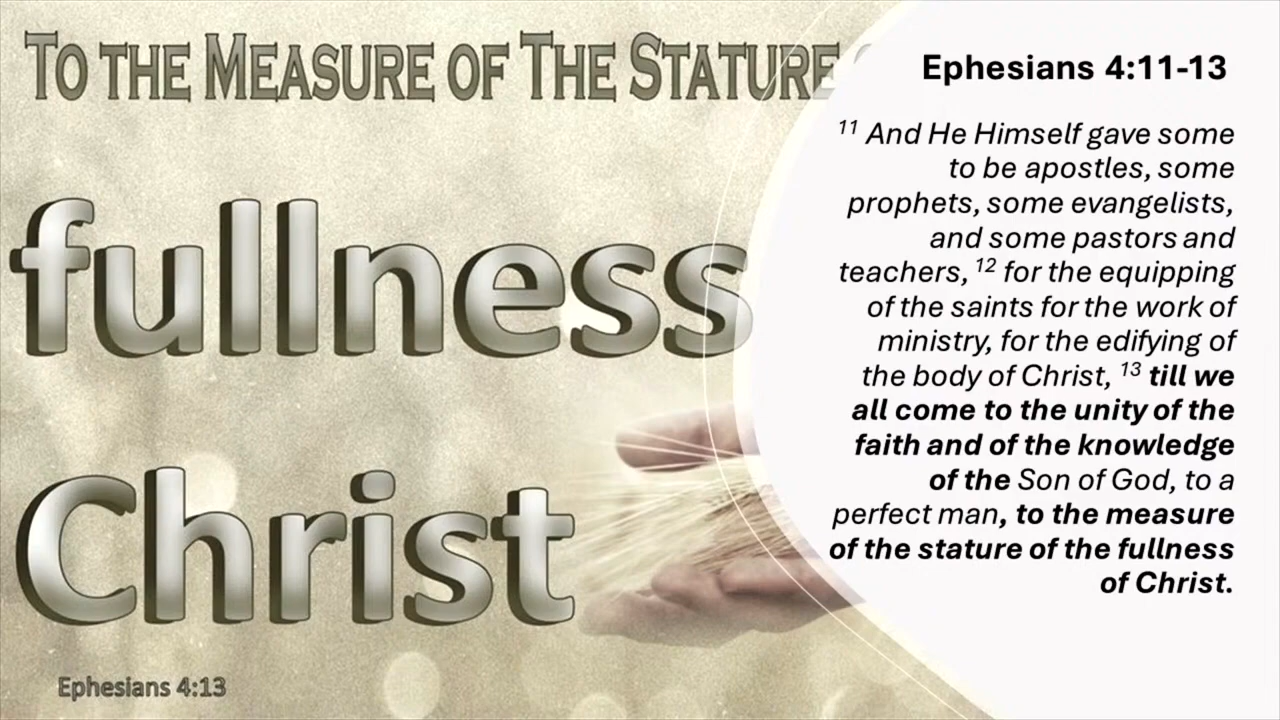 TO THE MEASURE OF THE STATURE
fullness
Christ
Ephesians 4:13
Ephesians 4:11-13
11 And He Himself gave some
to be apostles, some
prophets, some evangelists,
and some pastors and
teachers, 12 for the equipping
of the saints for the work of
ministry, for the edifying of
the body of Christ, 13 till we
all come to the unity of the
faith and of the knowledge
of the Son of God, to a
perfect man, to the measure
of the stature of the fullness
of Christ.